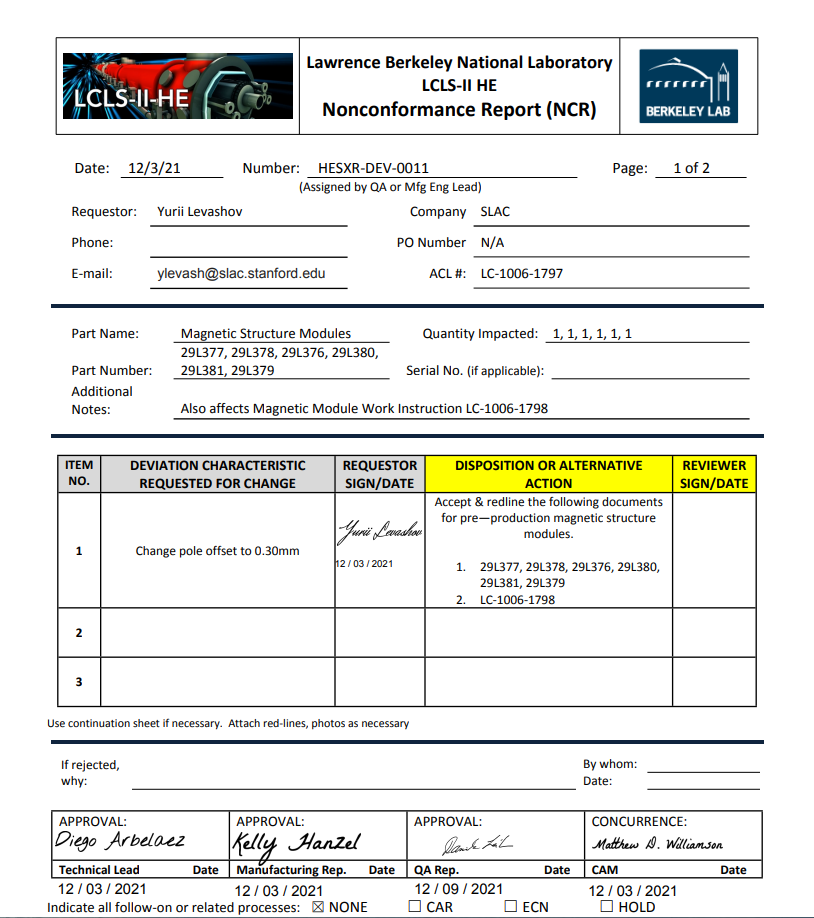 LCLS-II-HE
Lawrence Berkeley National Laboratory
LCLS-II HE
Nonconformance Report (NCR)
BERKELEY LAB
Date: 12/3/21 Number: HESXR-DEV-0011 Page: 1 of 2
(Assigned by QA or Mfg Eng Lead)
Requestor: Yurii Levashov Company SLAC
Phone: PO Number N/A
E-mail: ylevash@slac.stanford.edu ACL #: LC-1006-1797
Part Name: Magnetic Structure Modules Quantity Impacted: 1, 1, 1, 1, 1, 1
29L377, 29L378, 29L376, 29L380,
Part Number: 29L381, 29L379 Serial No. (if applicable):
Additional
Notes: Also affects Magnetic Module Work Instruction LC-1006-1798
ITEM NO. DEVIATION CHARACTERISTIC REQUESTED FOR CHANGE REQUESTOR SIGN/DATE DISPOSITION OR ALTERNATIVE ACTION REVIEWER SIGN/DATE
1 Change pole offset to 0.30mm
Yurii Levashov
12 / 03 / 2021
Accept & redline the following documents
for pre—production magnetic structure
modules.
1. 29L377, 29L378, 29L376, 29L380,
29L381, 29L379
2. LC-1006-1798
2
3
Use continuation sheet if necessary. Attach red-lines, photos as necessary
If rejected, By whom:
why: Date:
APPROVAL: APPROVAL: APPROVAL: CONCURRENCE:
Diego Arbelaez Kelly Hanzel Matthew D. Williamson
Technical Lead Date Manufacturing Rep. Date QA Rep. Date CAM Date
12 / 03 / 2021 12 / 03 / 2021 12 / 09 / 2021 12 / 03 / 2021
Indicate all follow-on or related processes: ☒ NONE ☐ CAR ☐ ECN ☐ HOLD